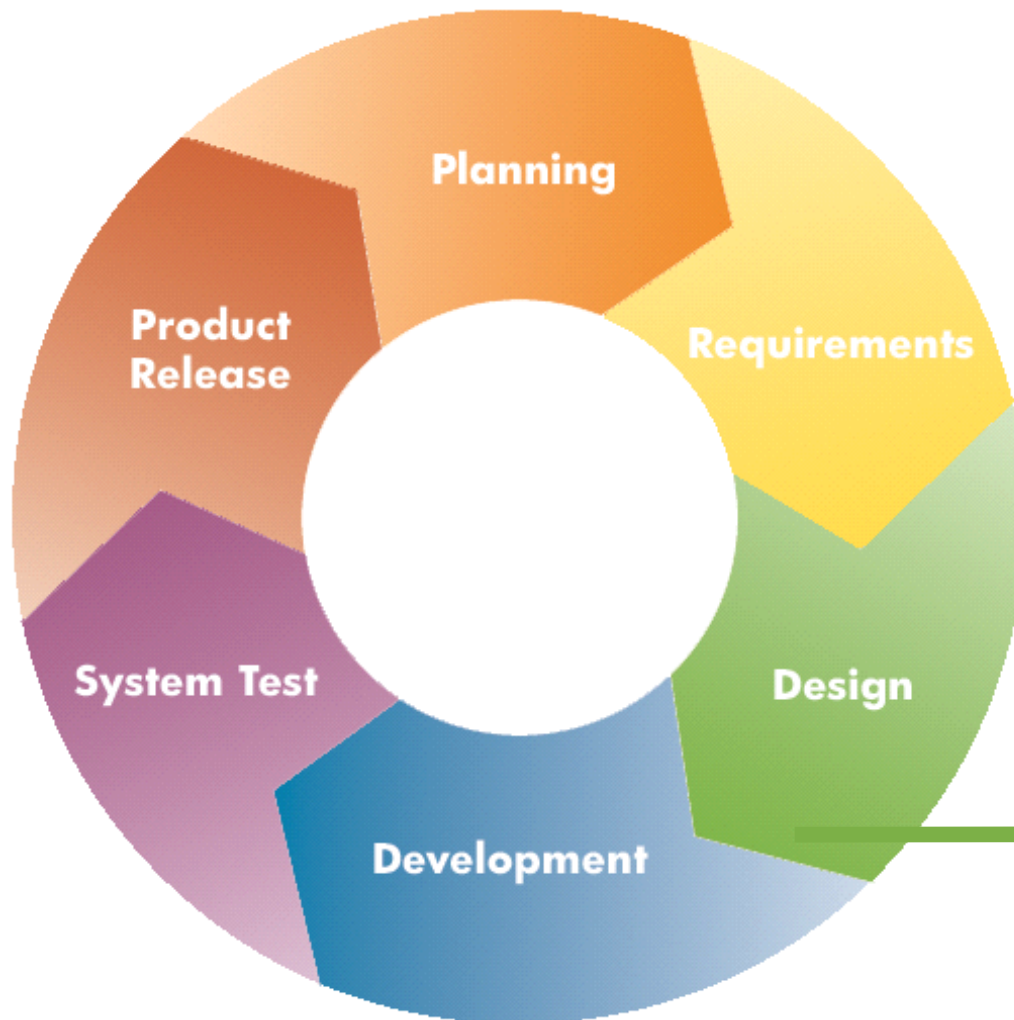 Planning
Requirements
Design
Development
System Test
Product
Release